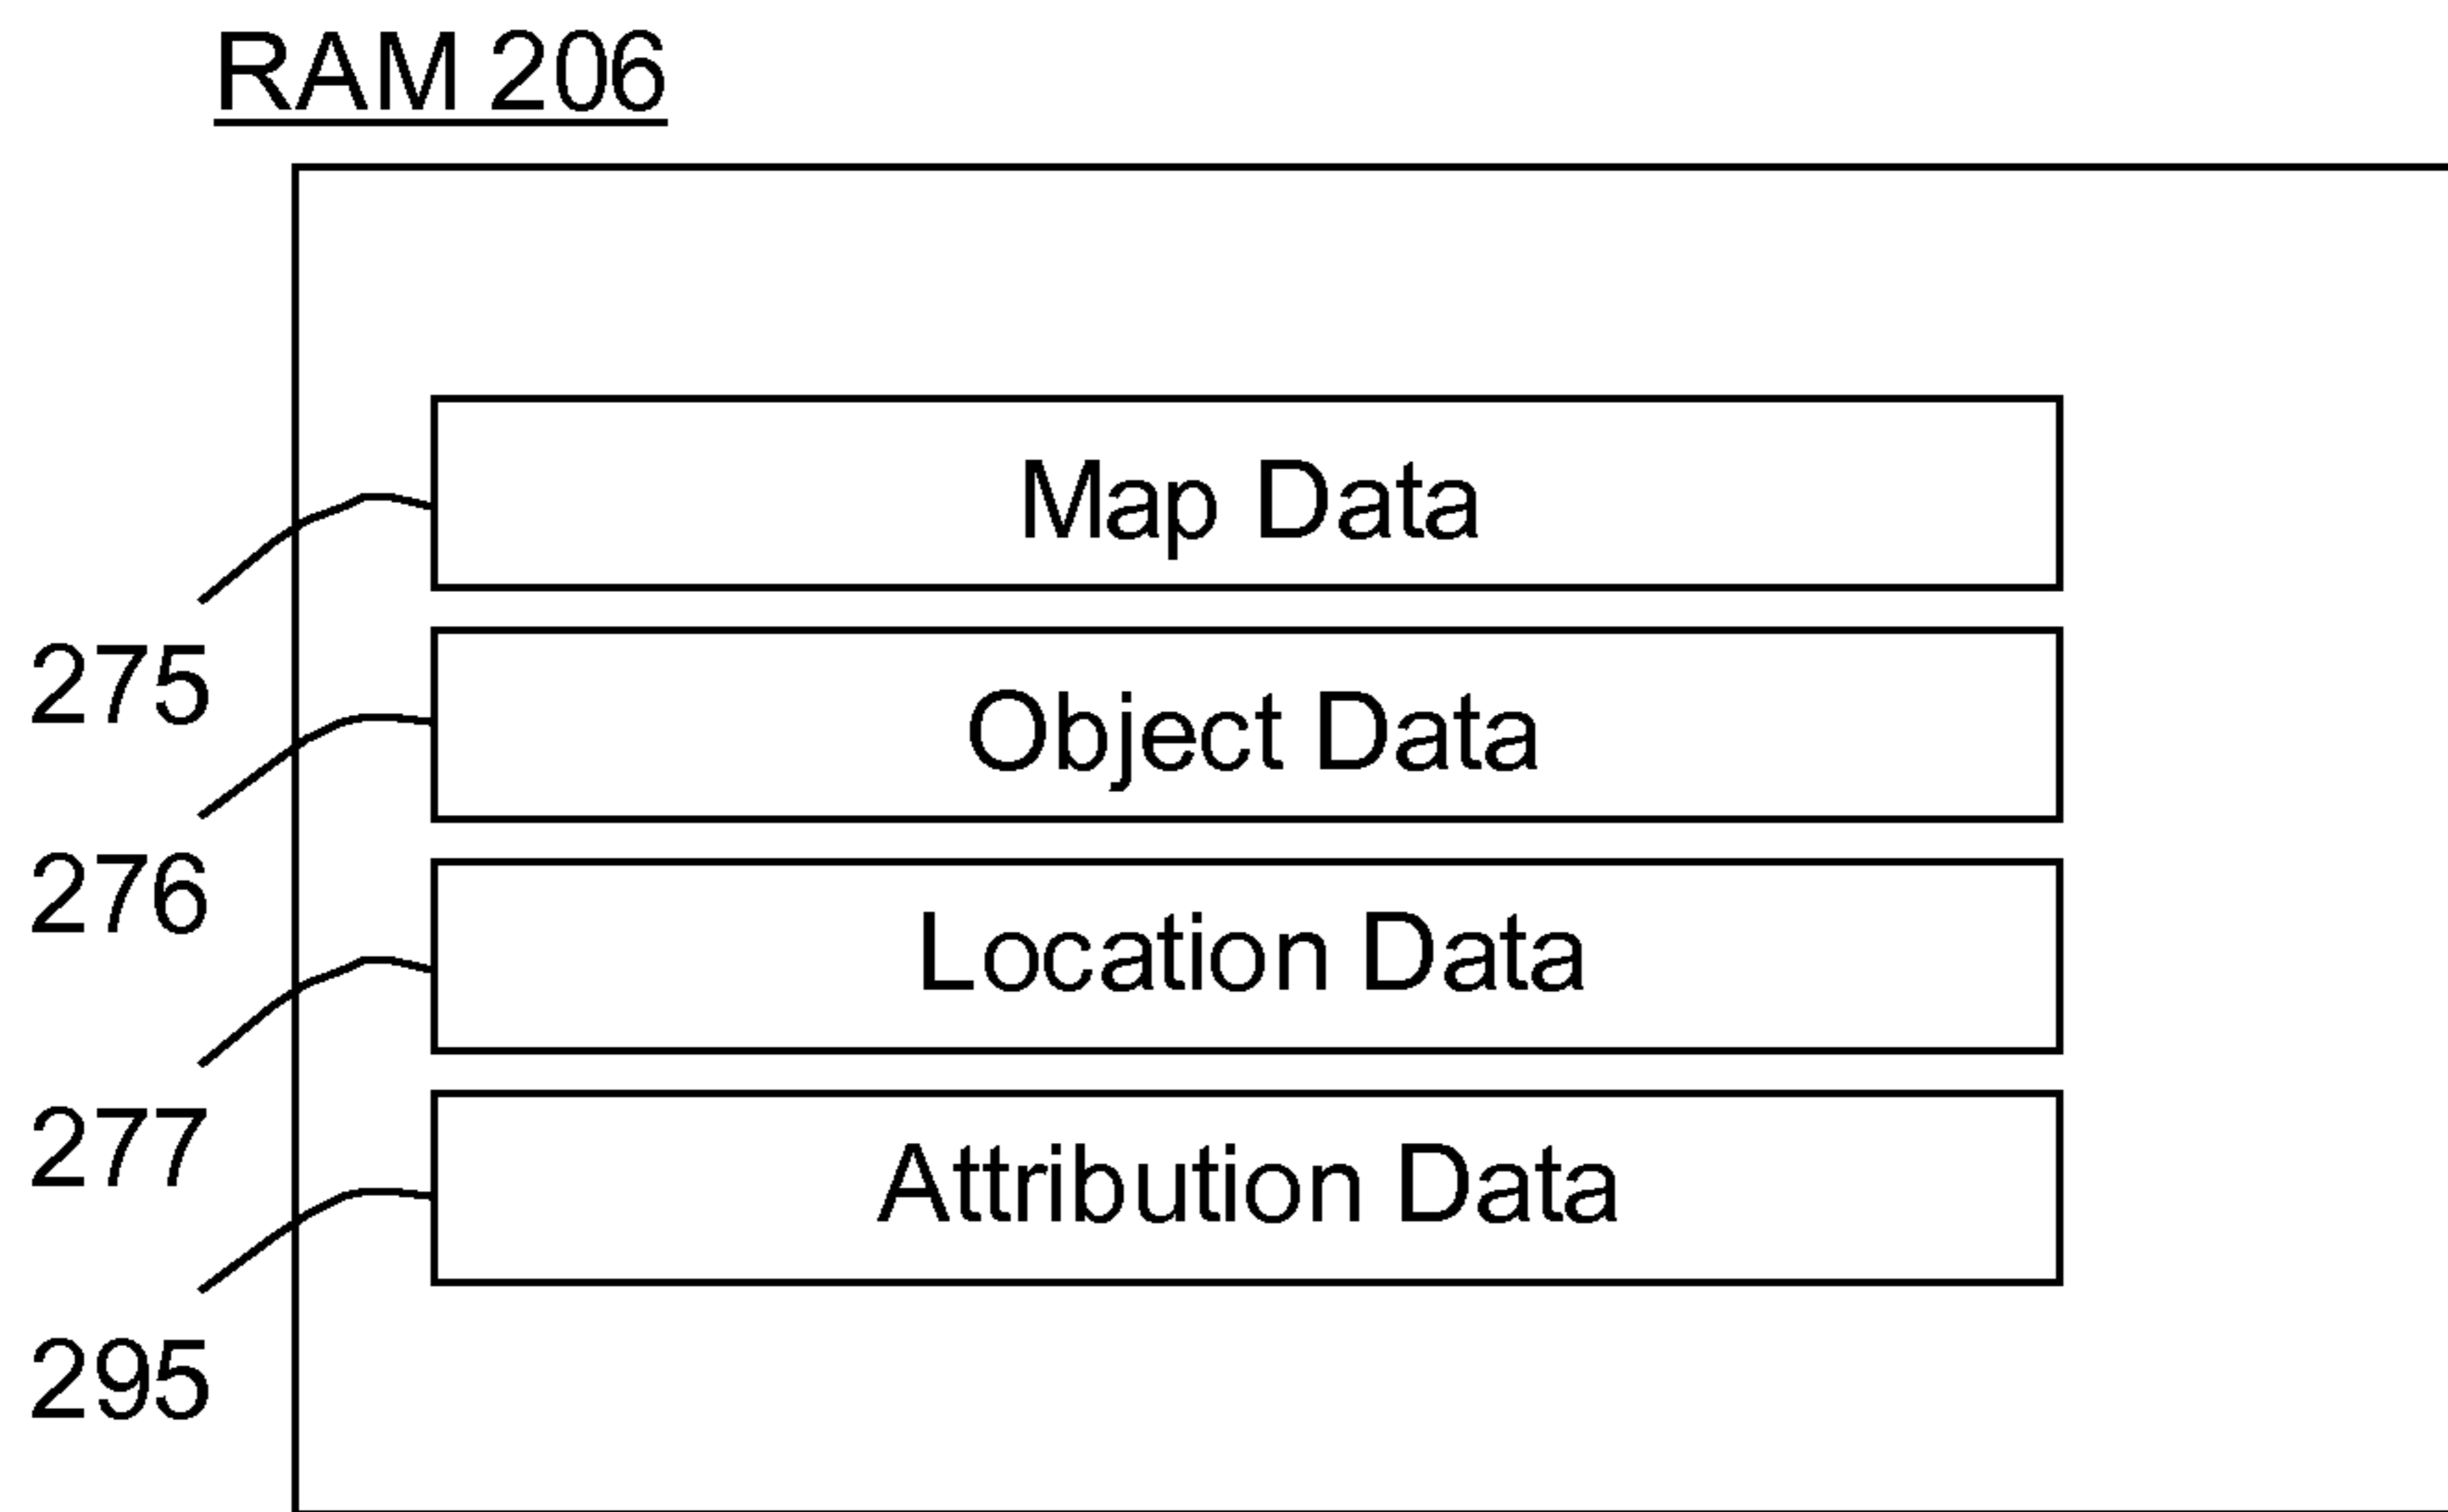 RAM 206
Map Data
275
Object Data
276
Location Data
277
Attribution Data
295